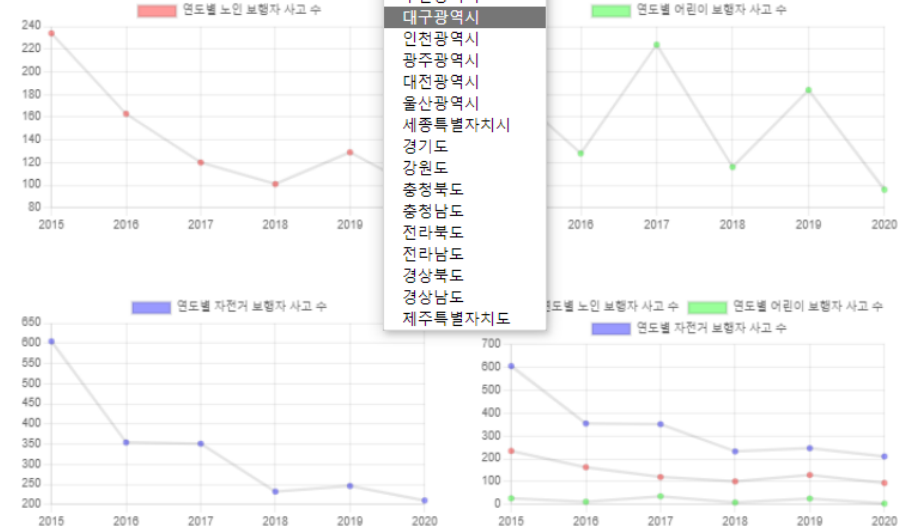 연도별 노인 보행자 사고 수
240
220
200
180
160
140
120
100
80
2015 2016 2017 2018 2019
대구광역시
인천광역시
광주광역시
대전광역시
울산광역시
세종특별자치시
경기도
강원도
충청북도
충청남도
전라북도
전라남도
경상북도
경상남도
제주특별자치도
연도별 어린이 보행자 사고 수
2016 2017 2018 2019 2020
연도별 자전거 보행자 사고 수
650
600
550
500
450
400
350
300
250
200
2015 2016 2017 2018 2019 2020
연도별 노인 보행자 사고 수 연도별 어린이 보행자 사고 수
연도별 자전거 보행자 사고 수
700
600
500
400
300
200
100
0
2015 2016 2017 2018 2019 2020